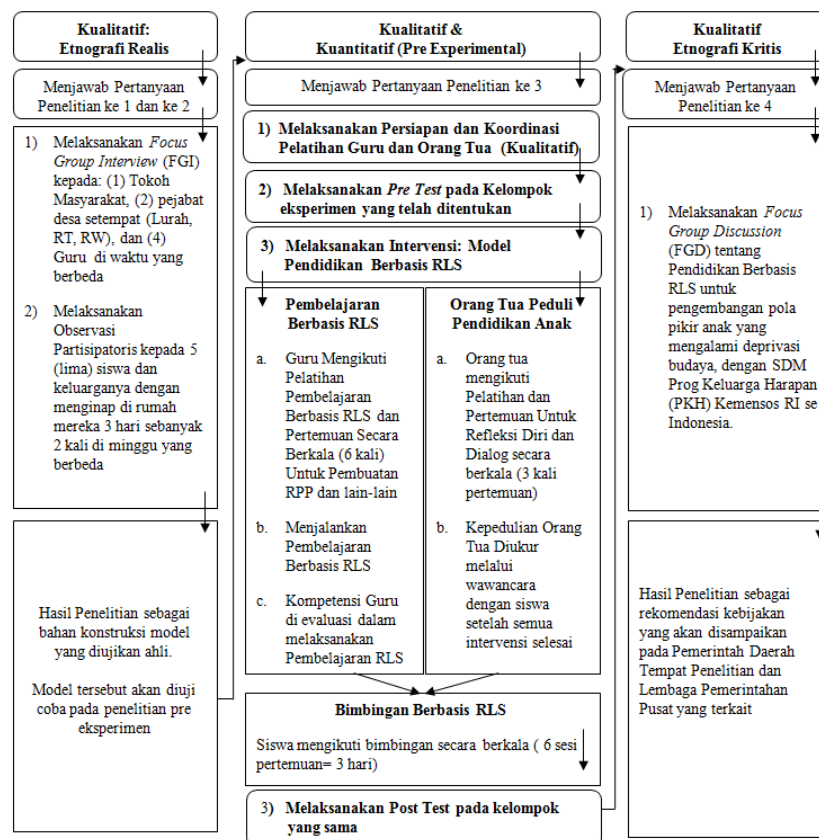 Kualitatif:
Etnografi Realis
Menjawab Pertanyaan
Penelitian ke 1 dan ke 2
1) Melaksanakan Focus
Group Interview (FGI)
kepada: (1) Tokoh
Masyarakat, (2) pejabat
desa setempat (Lurah,
RT, RW), dan (4)
Guru di waktu yang
berbeda
2) Melaksanakan
Observasi
Partisipatoris kepada 5
(lima) siswa dan
keluarganya dengan
menginap di rumah
mereka 3 hari sebanyak
2 kali di minggu yang
berbeda
Hasil Penelitian sebagai
bahan konstruksi model
yang diujikan ahli.
Model tersebut akan diuji
coba pada penelitian pre
eksperimen
Kualitatif &
Kuantitatif (Pre Experimental)
Menjawab Pertanyaan Penelitian ke 3
1) Melaksanakan Persiapan dan Koordinasi
Pelatihan Guru dan Orang Tua (Kualitatif)
2) Melaksanakan Pre Test pada Kelompok
eksperimen yang telah ditentukan
3) Melaksanakan Intervensi: Model
Pendidikan Berbasis RLS
Pembelajaran
Berbasis RLS
a. Guru Mengikuti
Pelatihan
Pembelajaran
Berbasis RLS dan
Pertemuan Secara
Berkala (6 kali)
Untuk Pembuatan
RPP dan lain-lain
b. Menjalankan
Pembelajaran
Berbasis RLS
c. Kompetensi Guru
di evaluasi dalam
melaksanakan
Pembelajaran RLS
Orang Tua Peduli
Pendidikan Anak
a. Orang tua
mengikuti
Pelatihan dan
Pertemuan Untuk
Refleksi Diri dan
Dialog secara
berkala (3 kali
pertemuan)
b. Kepedulian Orang
Tua Diukur
melalui
wawancara
dengan siswa
setelah semua
intervensi selesai
Bimbingan Berbasis RLS
Siswa mengikuti bimbingan secara berkala ( 6 sesi
pertemuan= 3 hari)
3) Melaksanakan Post Test pada kelompok
yang sama
Kualitatif
Etnografi Kritis
Menjawab Pertanyaan
Penelitian ke 4
1) Melaksanakan Focus
Group Discussion
(FGD) tentang
Pendidikan Berbasis
RLS untuk
pengembangan pola
pikir anak yang
mengalami deprivasi
budaya, dengan SDM
Prog Keluarga Harapan
(PKH) Kemensos RI se
Indonesia.
Hasil Penelitian sebagai
rekomendasi kebijakan
yang akan disampaikan
pada Pemerintah Daerah
Tempat Penelitian dan
Lembaga Pemerintahan
Pusat yang terkait